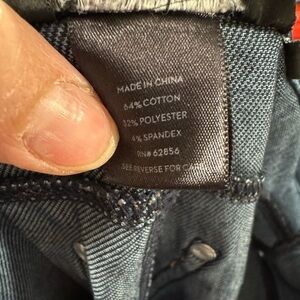 MADE IN CHINA
64% COTTON
32% POLYESTER
4% SPANDEX
RN# 62856
SEE REVERSE FOR CARE